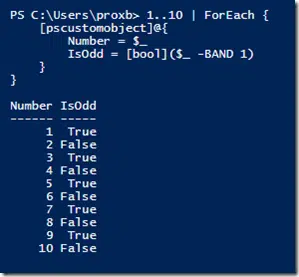 PS C:\Users\proxb> 1..10 | ForEach {
    [pscustomobject]@{
        Number = $_
        IsOdd = [bool]($_ -BAND 1)
    }
}
Number IsOdd
------ -----
     1  True
     2 False
     3  True
     4 False
     5  True
     6 False
     7  True
     8 False
     9  True
    10 False